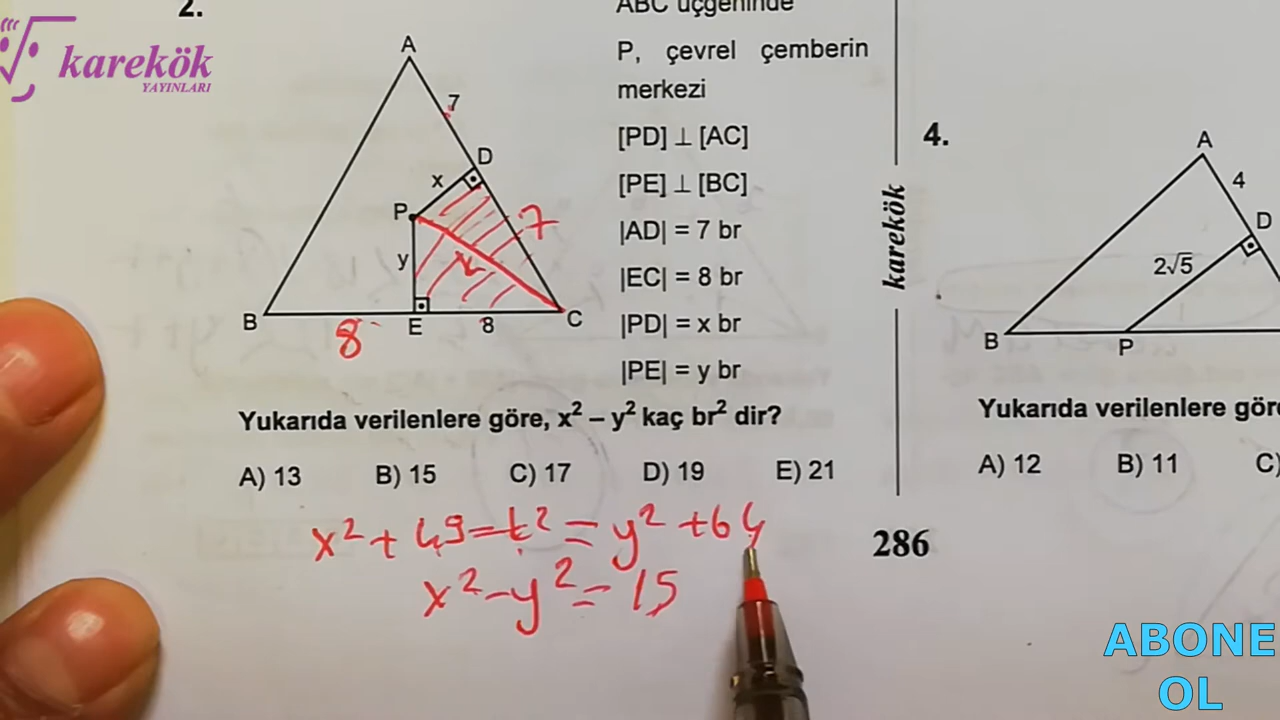 2.
karekök
YAYINLARI
A
7
D
x
P
7
y
k
B
E
8
C
8
ABC üçgeninde
P, çevrel çemberin
merkezi
[PD] ⊥ [AC]
[PE] ⊥ [BC]
|AD| = 7 br
|EC| = 8 br
|PD| = x br
|PE| = y br
Yukarıda verilenlere göre, x² – y² kaç br² dir?
A) 13 B) 15 C) 17 D) 19 E) 21
x² + 49 = k² = y² + 64
x² – y² = 15
karekök
286
4.
A
4
D
2√5
B
P
Yukarıda verilenlere göre
A) 12 B) 11 C)
ABONE
OL